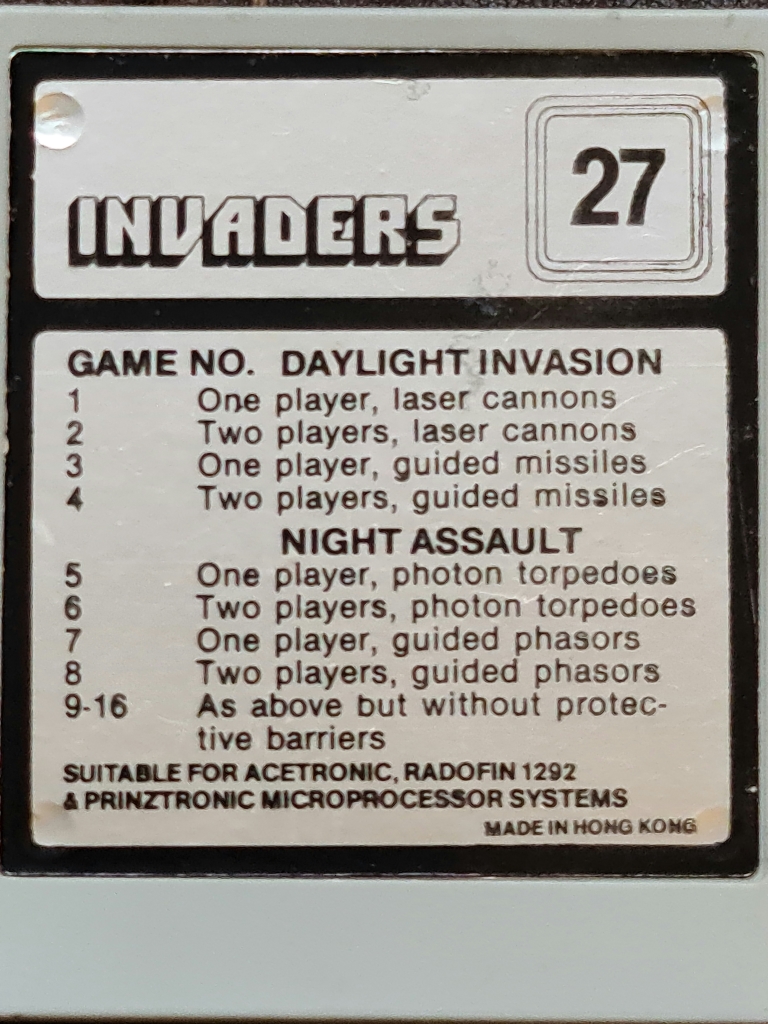 INVADERS
27
GAME NO. DAYLIGHT INVASION
1 One player, laser cannons
2 Two players, laser cannons
3 One player, guided missiles
4 Two players, guided missiles
NIGHT ASSAULT
5 One player, photon torpedoes
6 Two players, photon torpedoes
7 One player, guided phasors
8 Two players, guided phasors
9-16 As above but without protec-
tive barriers
SUITABLE FOR ACETRONIC, RADOFIN 1292
& PRINZTRONIC MICROPROCESSOR SYSTEMS
MADE IN HONG KONG